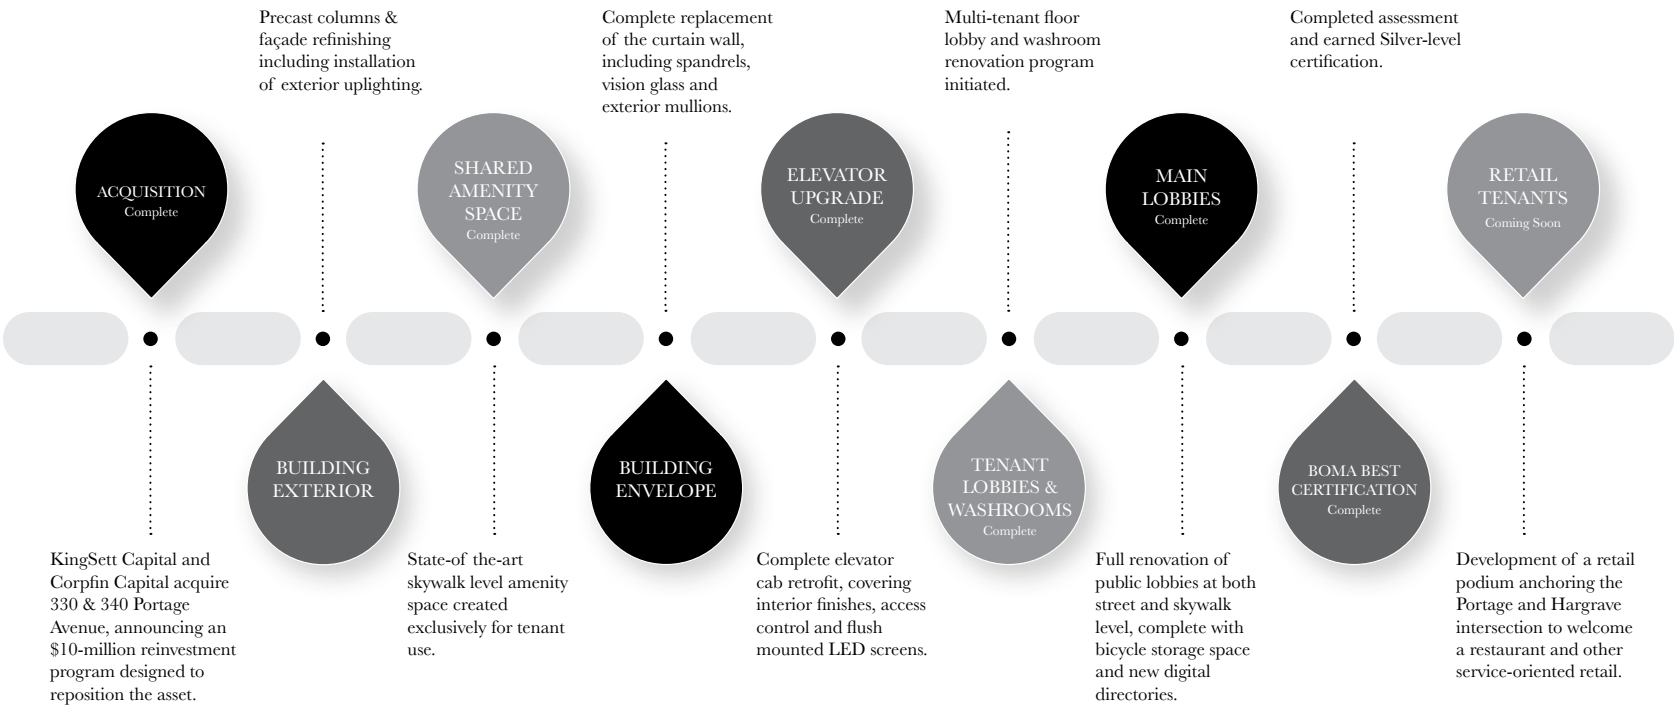 Precast columns &
façade refinishing
including installation
of exterior uplighting.
Complete replacement
of the curtain wall,
including spandrels,
vision glass and
exterior mullions.
Multi-tenant floor
lobby and washroom
renovation program
initiated.
Completed assessment
and earned Silver-level
certification.
ACQUISITION
Complete
SHARED
AMENITY
SPACE
Complete
ELEVATOR
UPGRADE
Complete
MAIN
LOBBIES
Complete
RETAIL
TENANTS
Coming Soon
BUILDING
EXTERIOR
BUILDING
ENVELOPE
TENANT
LOBBIES &
WASHROOMS
Complete
BOMA BEST
CERTIFICATION
Complete
KingSett Capital and
Corpfin Capital acquire
330 & 340 Portage
Avenue, announcing an
$10-million reinvestment
program designed to
reposition the asset.
State-of the-art
skywalk level amenity
space created
exclusively for tenant
use.
Complete elevator
cab retrofit, covering
interior finishes, access
control and flush
mounted LED screens.
Full renovation of
public lobbies at both
street and skywalk
level, complete with
bicycle storage space
and new digital
directories.
Development of a retail
podium anchoring the
Portage and Hargrave
intersection to welcome
a restaurant and other
service-oriented retail.